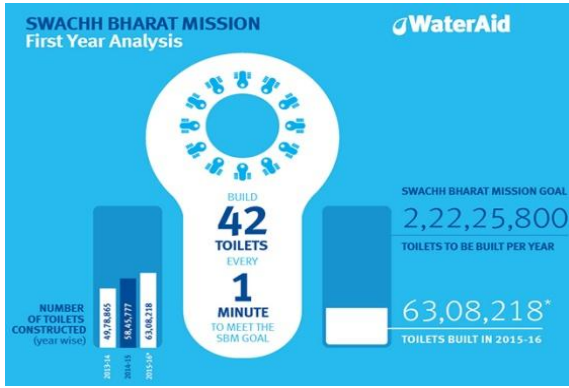 SWACHH BHARAT MISSION
First Year Analysis
WaterAid
BUILD
42
TOILETS
EVERY
1
MINUTE
TO MEET THE
SBM GOAL
NUMBER
OF TOILETS
CONSTRUCTED
(year wise)
49,78,865
58,45,777
63,08,218
2013-14
2014-15
2015-16*
SWACHH BHARAT MISSION GOAL
2,22,25,800
TOILETS TO BE BUILT PER YEAR
63,08,218*
TOILETS BUILT IN 2015-16